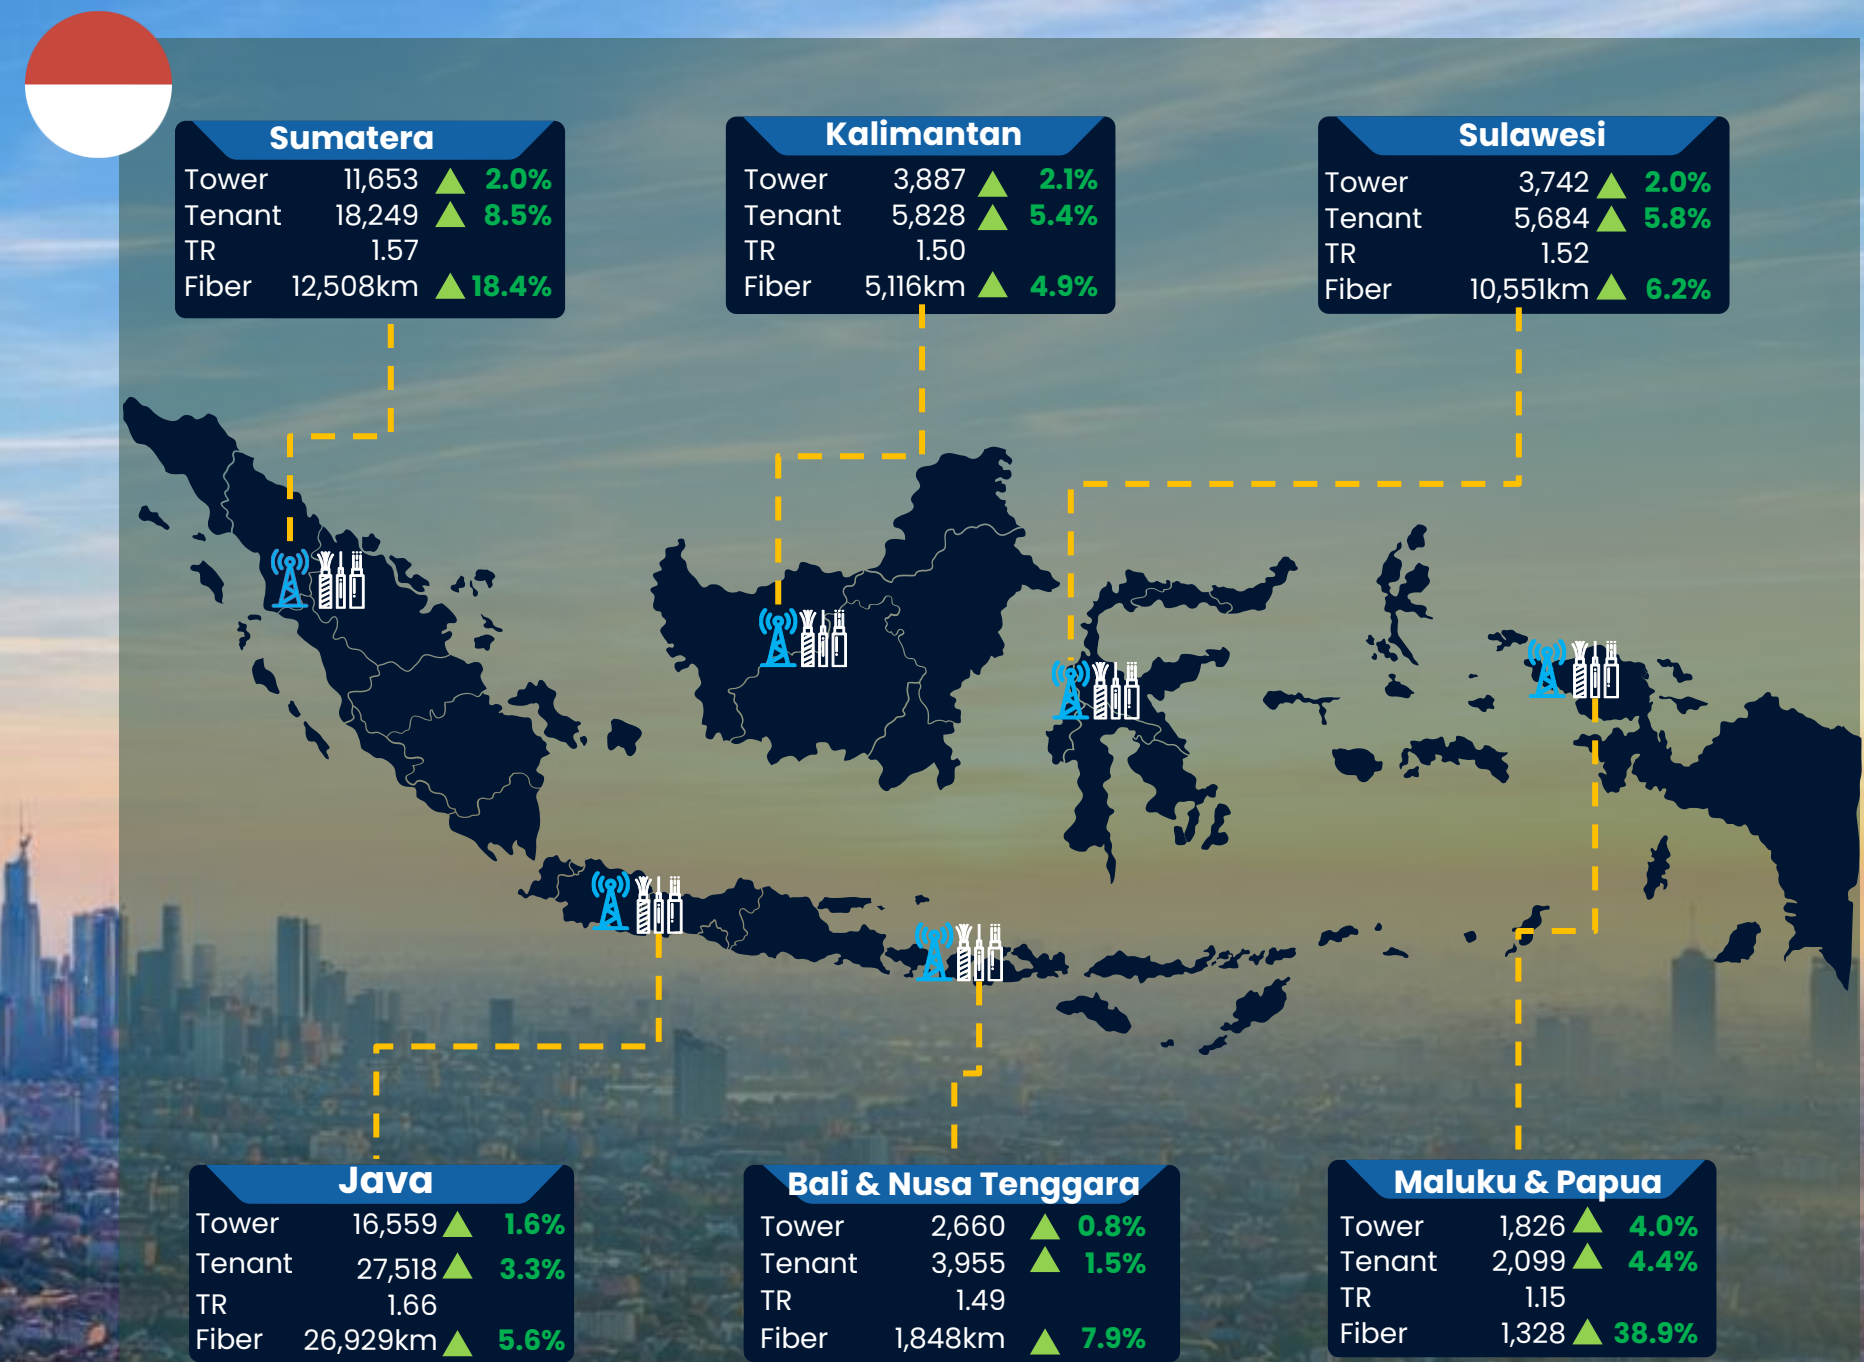 Sumatera
Tower 11,653 2.0%
Tenant 18,249 8.5%
TR 1.57
Fiber 12,508km 18.4%
Kalimantan
Tower 3,887 2.1%
Tenant 5,828 5.4%
TR 1.50
Fiber 5,116km 4.9%
Sulawesi
Tower 3,742 2.0%
Tenant 5,684 5.8%
TR 1.52
Fiber 10,551km 6.2%
Java
Tower 16,559 1.6%
Tenant 27,518 3.3%
TR 1.66
Fiber 26,929km 5.6%
Bali & Nusa Tenggara
Tower 2,660 0.8%
Tenant 3,955 1.5%
TR 1.49
Fiber 1,848km 7.9%
Maluku & Papua
Tower 1,826 4.0%
Tenant 2,099 4.4%
TR 1.15
Fiber 1,328 38.9%